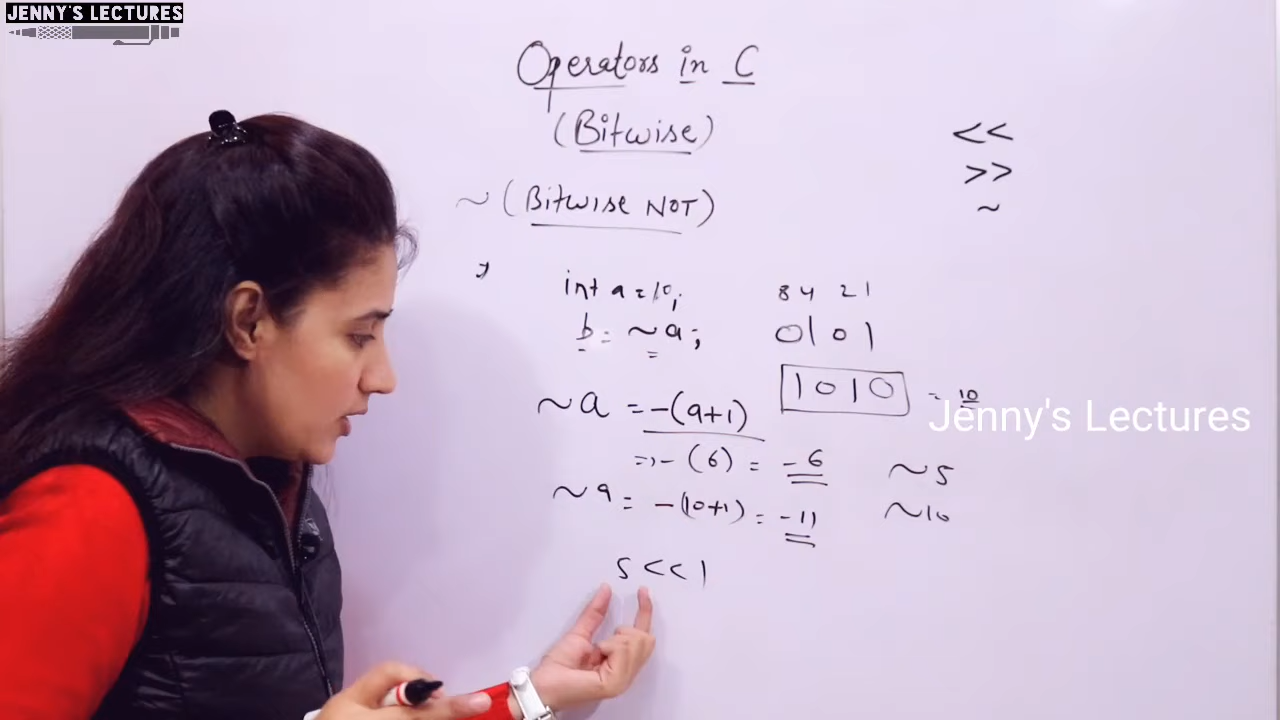 JENNY'S LECTURES
Operators in C
(Bitwise)
<<
>>
~
~ (Bitwise NOT)
int a=10;
8 4 2 1
b = ~a;
0 1 0 1
1 0 1 0 = 10
Jenny's Lectures
~a = -(a+1)
=> -(6) = -6
~5
~a = -(10+1) = -11
~10
5 << 1